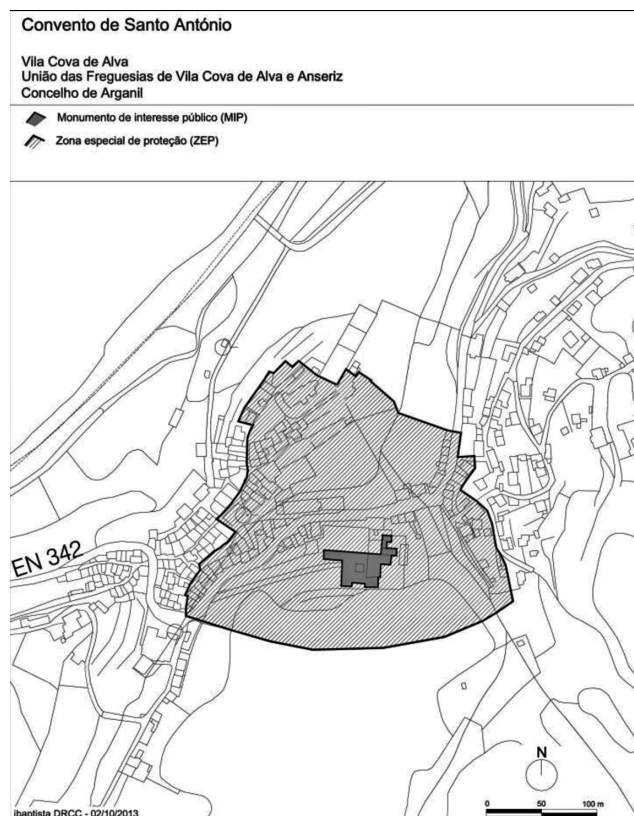 Convento de Santo António
Vila Cova de Alva
União das Freguesias de Vila Cova de Alva e Anseriz
Concelho de Arganil
Monumento de interesse público (MIP)
Zona especial de proteção (ZEP)
EN 342
N
0 50 100 m
jbaptista DRCC - 02/10/2013